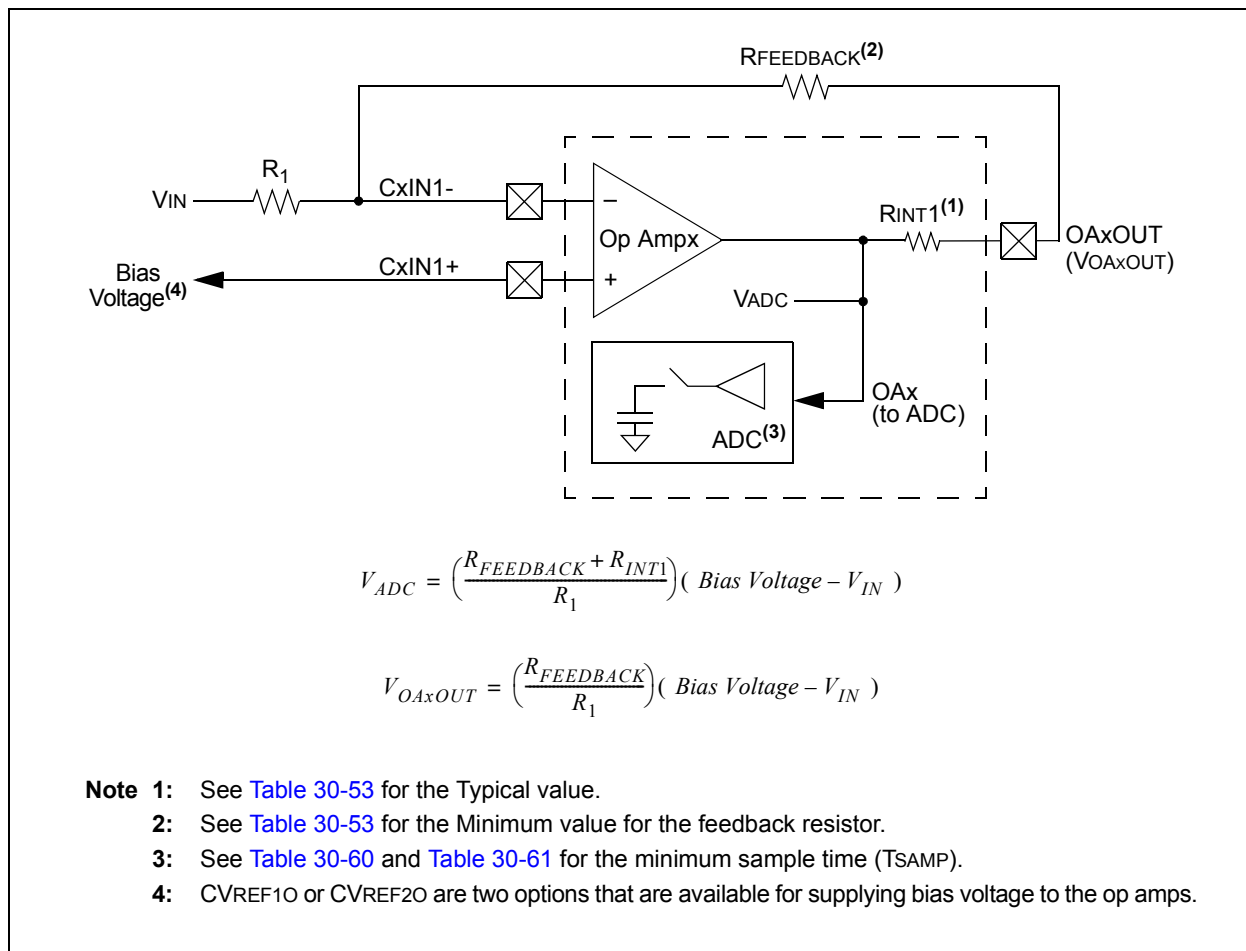 RFEEDBACK(2)
R1
VIN
CxIN1-
–
Op Ampx
+
RINT1(1)
OAxOUT
(VOAxOUT)
Bias
Voltage(4)
CxIN1+
VADC
OAx
(to ADC)
ADC(3)
VADC = ( (RFEEDBACK + RINT1) / R1 ) ( Bias Voltage – VIN )
VOAxOUT = ( RFEEDBACK / R1 ) ( Bias Voltage – VIN )
Note 1: See Table 30-53 for the Typical value.
2: See Table 30-53 for the Minimum value for the feedback resistor.
3: See Table 30-60 and Table 30-61 for the minimum sample time (TSAMP).
4: CVREF1O or CVREF2O are two options that are available for supplying bias voltage to the op amps.